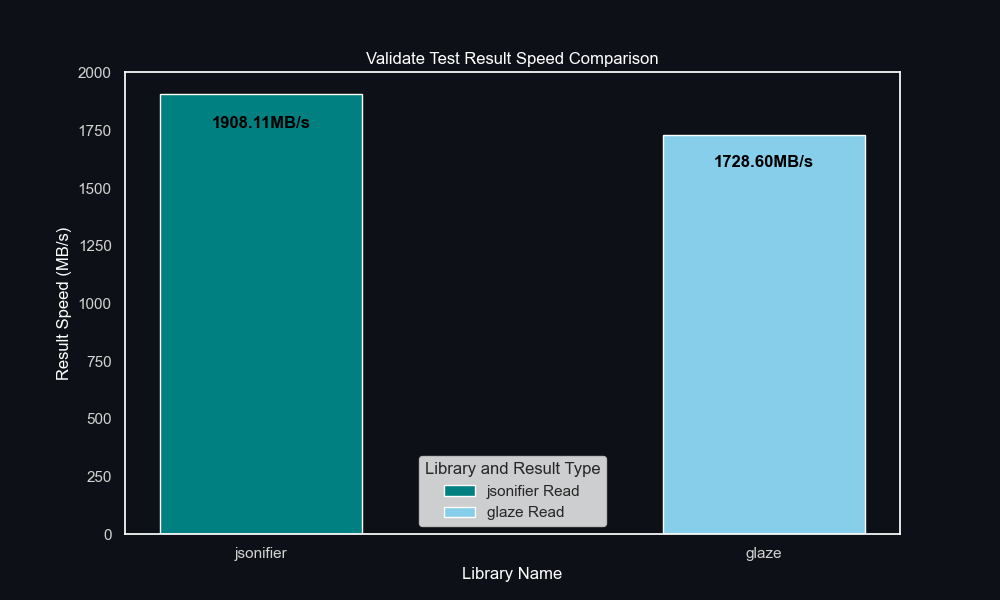 Validate Test Result Speed Comparison
2000
1750
1500
1250
1000
750
500
250
0
Result Speed (MB/s)
1908.11MB/s
1728.60MB/s
Library and Result Type
jsonifier Read
glaze Read
jsonifier
glaze
Library Name